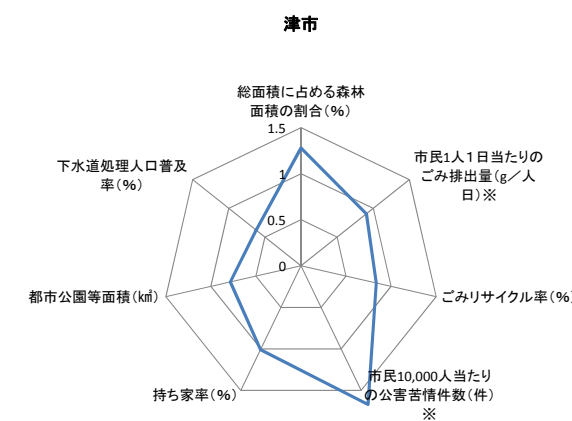 津市
総面積に占める森林
面積の割合(%)
1.5
1
0.5
0
市民1人1日当たりの
ごみ排出量(g/人
日)※
ごみリサイクル率(%)
市民10,000人当たり
の公害苦情件数(件)
※
持ち家率(%)
都市公園等面積(k㎡)
下水道処理人口普及
率(%)